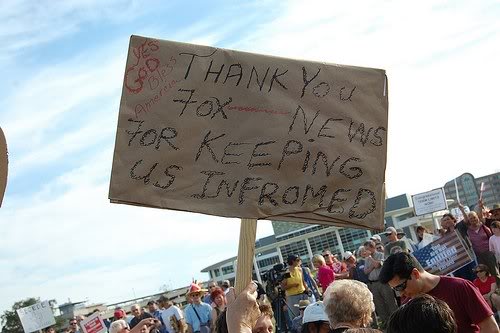 YES
GOD
Bless
America
THANK YOU
FOX NEWS
FOR KEEPING
US INFROMED